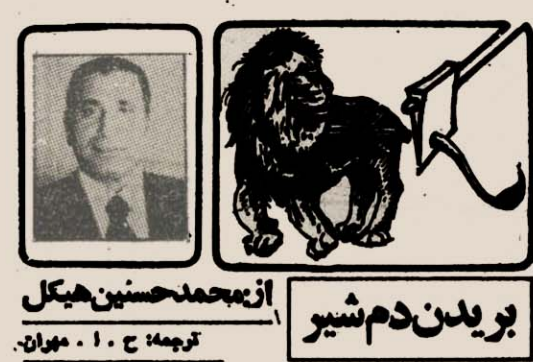 بریدن دم شیر
از: محمد حسنین هیکل
ترجمه: ح . ا . مهران.